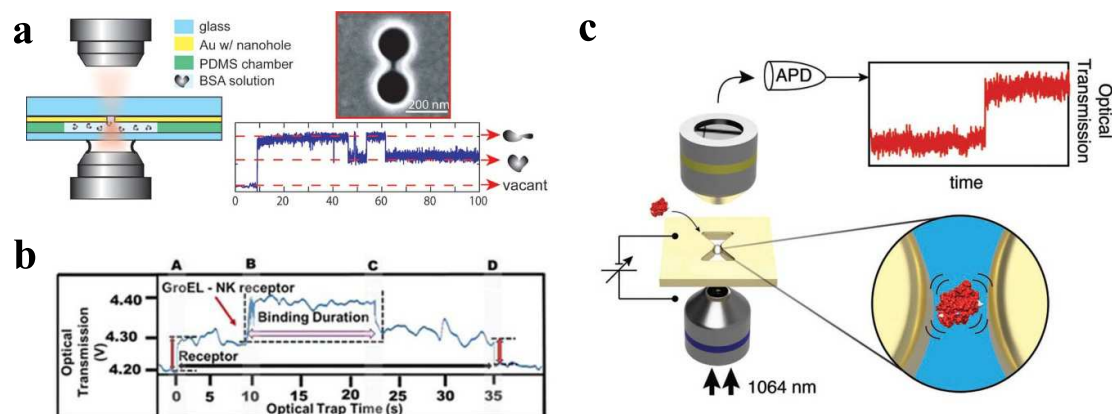 a
glass
Au w/ nanohole
PDMS chamber
BSA solution
200 nm
vacant
0 20 40 60 80 100
b
A B C D
GroEL - NK receptor
Binding Duration
Receptor
Optical
Transmission
(V)
4.40
4.30
4.20
0 5 10 15 20 25 30 35
Optical Trap Time (s)
c
APD
Optical
Transmission
time
1064 nm